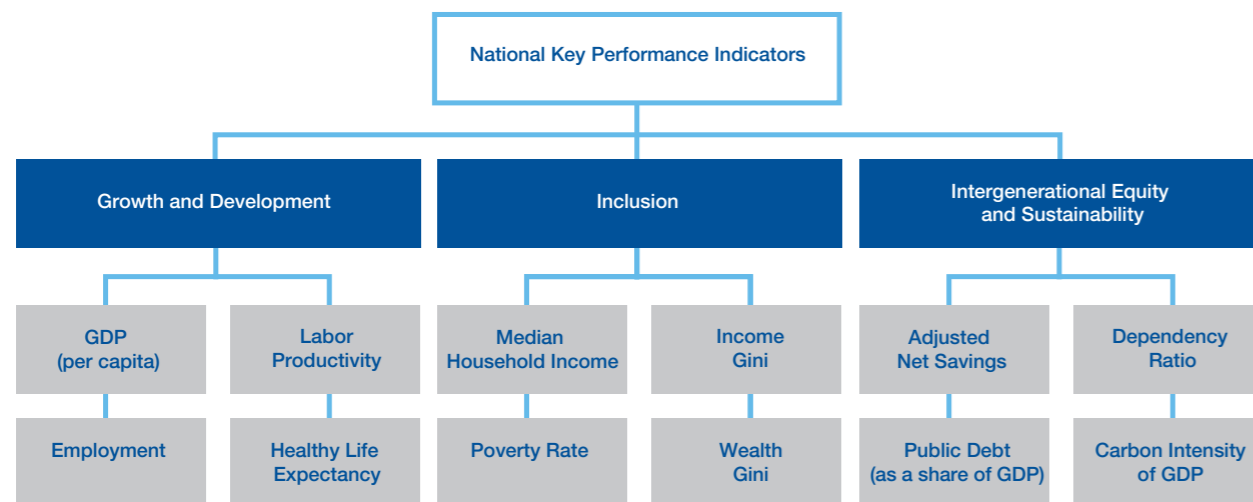 National Key Performance Indicators
Growth and Development
Inclusion
Intergenerational Equity
and Sustainability
GDP
(per capita)
Labor
Productivity
Median
Household Income
Income
Gini
Adjusted
Net Savings
Dependency
Ratio
Employment
Healthy Life
Expectancy
Poverty Rate
Wealth
Gini
Public Debt
(as a share of GDP)
Carbon Intensity
of GDP